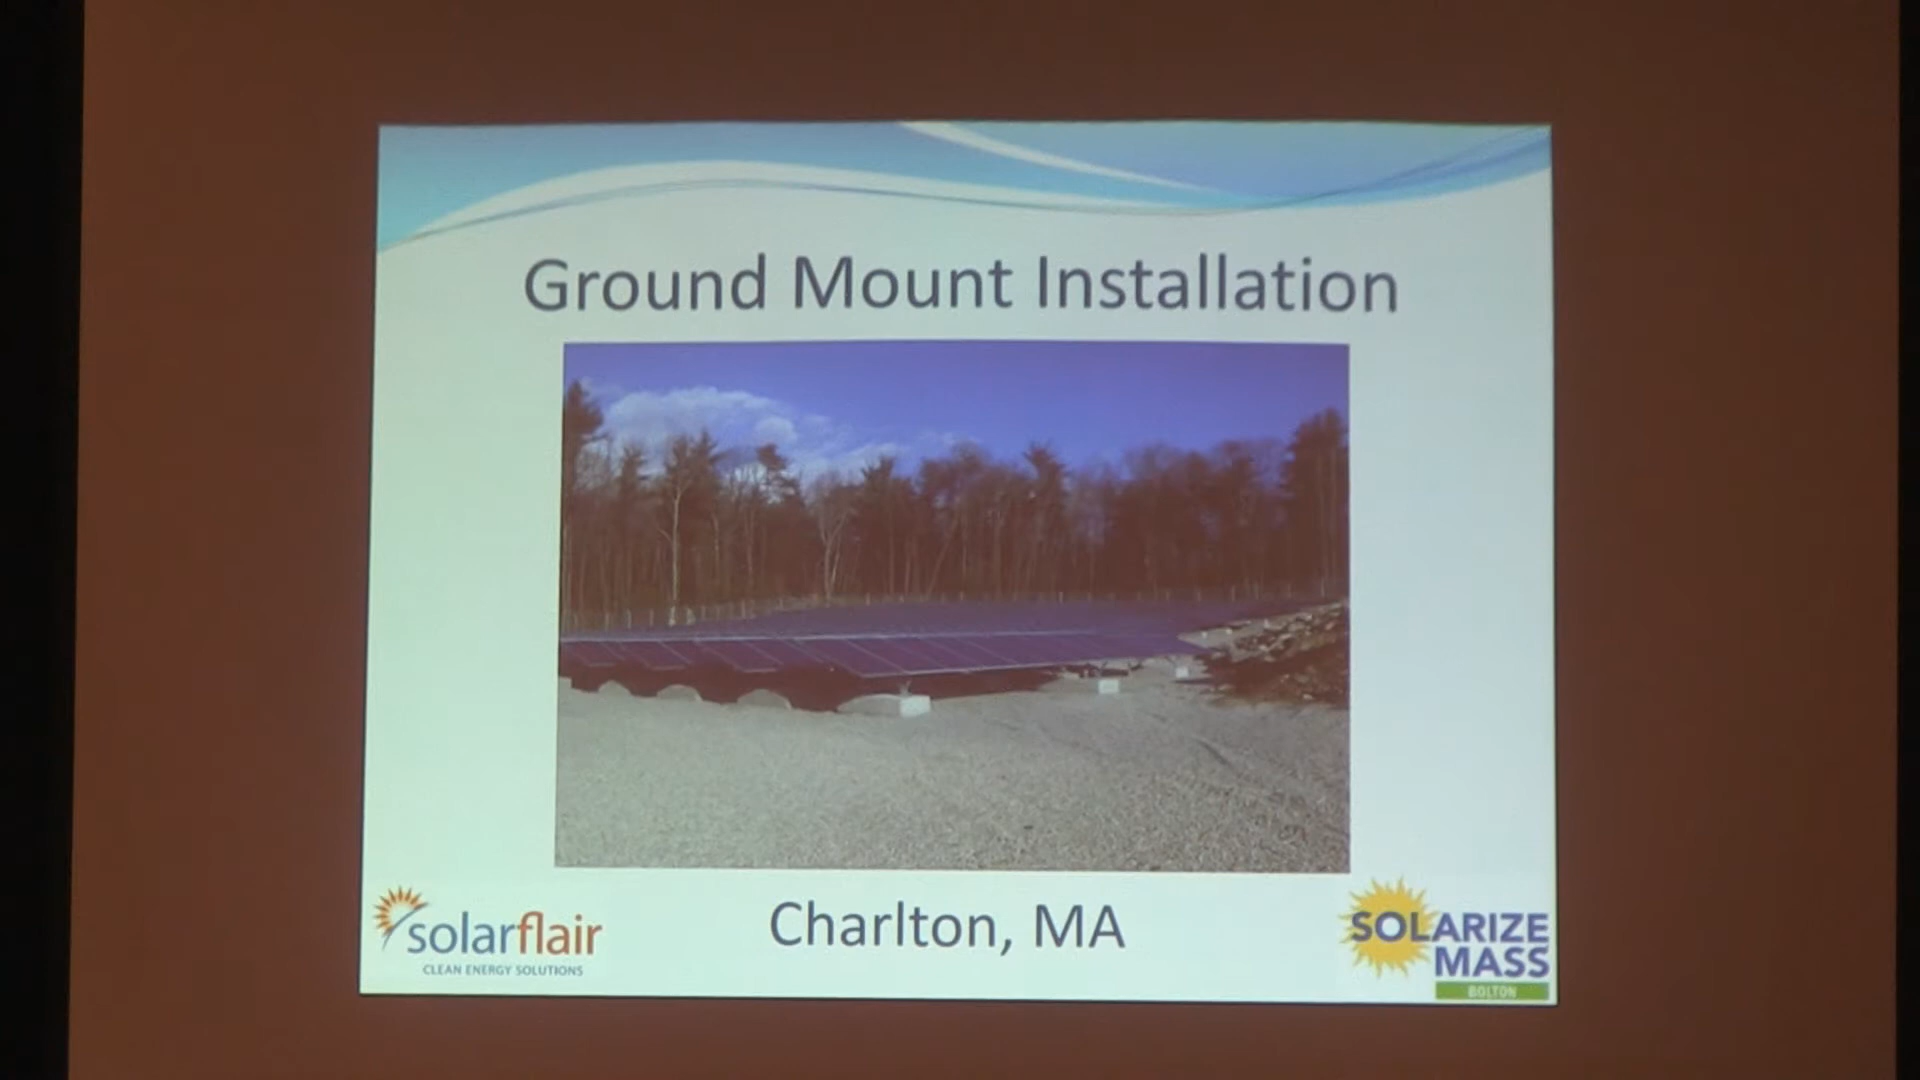 Ground Mount Installation
Charlton, MA
solarflair
CLEAN ENERGY SOLUTIONS
SOLARIZE
MASS
BOLTON